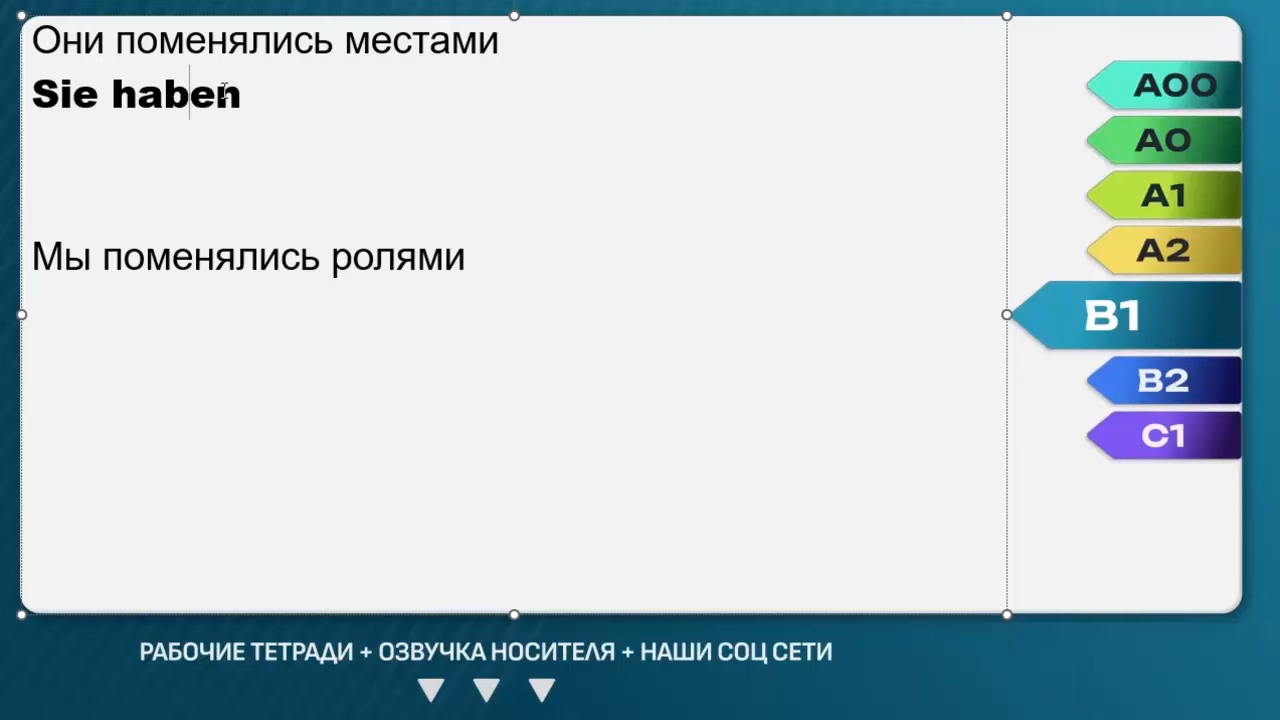 Они поменялись местами
Sie haben
Мы поменялись ролями
A00
A0
A1
A2
B1
B2
C1
РАБОЧИЕ ТЕТРАДИ + ОЗВУЧКА НОСИТЕЛЯ + НАШИ СОЦ СЕТИ